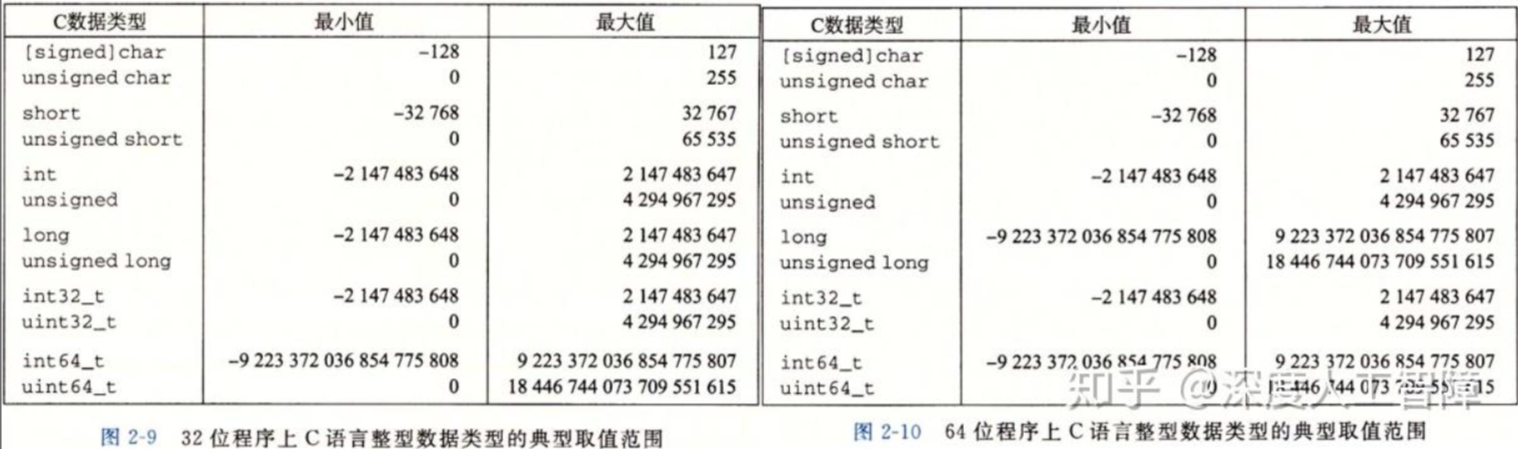 C数据类型 最小值 最大值
[signed]char -128 127
unsigned char 0 255
short -32 768 32 767
unsigned short 0 65 535
int -2 147 483 648 2 147 483 647
unsigned 0 4 294 967 295
long -2 147 483 648 2 147 483 647
unsigned long 0 4 294 967 295
int32_t -2 147 483 648 2 147 483 647
uint32_t 0 4 294 967 295
int64_t -9 223 372 036 854 775 808 9 223 372 036 854 775 807
uint64_t 0 18 446 744 073 709 551 615
图 2-9 32 位程序上 C 语言整型数据类型的典型取值范围
C数据类型 最小值 最大值
[signed]char -128 127
unsigned char 0 255
short -32 768 32 767
unsigned short 0 65 535
int -2 147 483 648 2 147 483 647
unsigned 0 4 294 967 295
long -9 223 372 036 854 775 808 9 223 372 036 854 775 807
unsigned long 0 18 446 744 073 709 551 615
int32_t -2 147 483 648 2 147 483 647
uint32_t 0 4 294 967 295
int64_t -9 223 372 036 854 775 808 9 223 372 036 854 775 807
uint64_t 0 18 446 744 073 709 551 615
知乎 @深度人工智障
图 2-10 64 位程序上 C 语言整型数据类型的典型取值范围